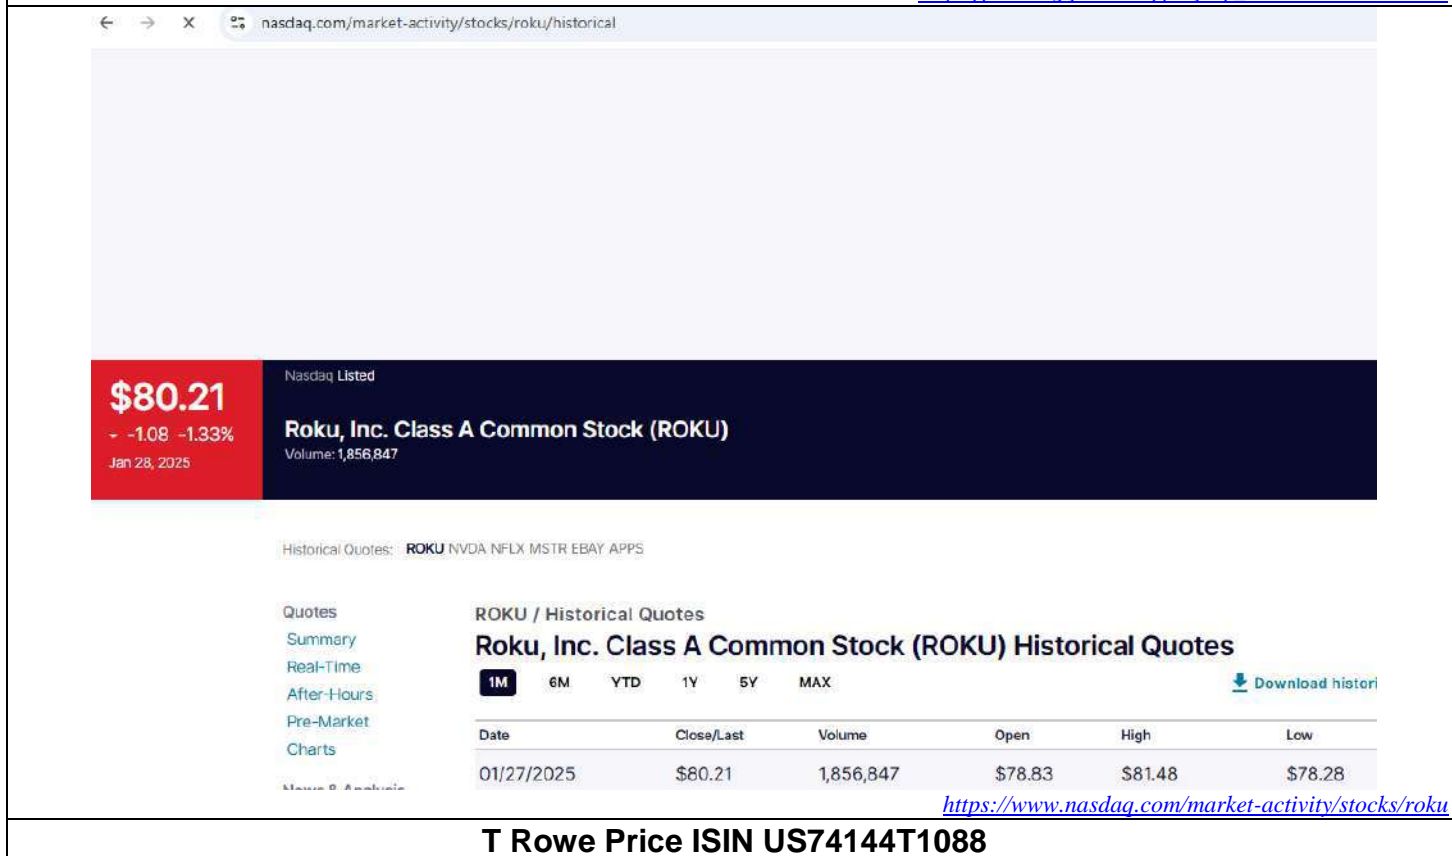 nasdaq.com/market-activity/stocks/roku/historical
$80.21
-1.08 -1.33%
Jan 28, 2025
Nasdaq Listed
Roku, Inc. Class A Common Stock (ROKU)
Volume: 1,856,847
Historical Quotes: ROKU NVDA NFLX MSTR EBAY APPS
Quotes
Summary
Real-Time
After-Hours
Pre-Market
Charts
News & Analysis
ROKU / Historical Quotes
Roku, Inc. Class A Common Stock (ROKU) Historical Quotes
1M 6M YTD 1Y 5Y MAX
Download histori
Date Close/Last Volume Open High Low
01/27/2025 $80.21 1,856,847 $78.83 $81.48 $78.28
https://www.nasdaq.com/market-activity/stocks/roku
T Rowe Price ISIN US74144T1088